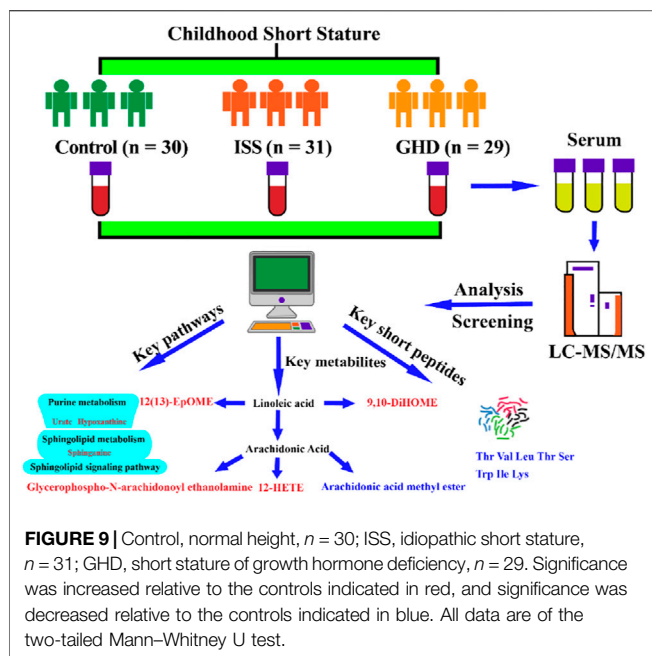 Childhood Short Stature
Control (n = 30)
ISS (n = 31)
GHD (n = 29)
Serum
LC-MS/MS
Analysis
Screening
Key pathways
Key metabilites
Key short peptides
Purine metabolism
Urete Hypoxanthine
Sphingolipid metabolism
Sphingenine
Sphingolipid signaling pathway
12(13)-EpOME
Linoleic acid
9,10-DiHOME
Arachidonic Acid
Glycerophospho-N-arachidonoyl ethanolamine
12-HETE
Arachidonic acid methyl ester
Thr Val Leu Thr Ser
Trp Ile Lys
FIGURE 9 | Control, normal height, n = 30; ISS, idiopathic short stature,
n = 31; GHD, short stature of growth hormone deficiency, n = 29. Significance
was increased relative to the controls indicated in red, and significance was
decreased relative to the controls indicated in blue. All data are of the
two-tailed Mann–Whitney U test.